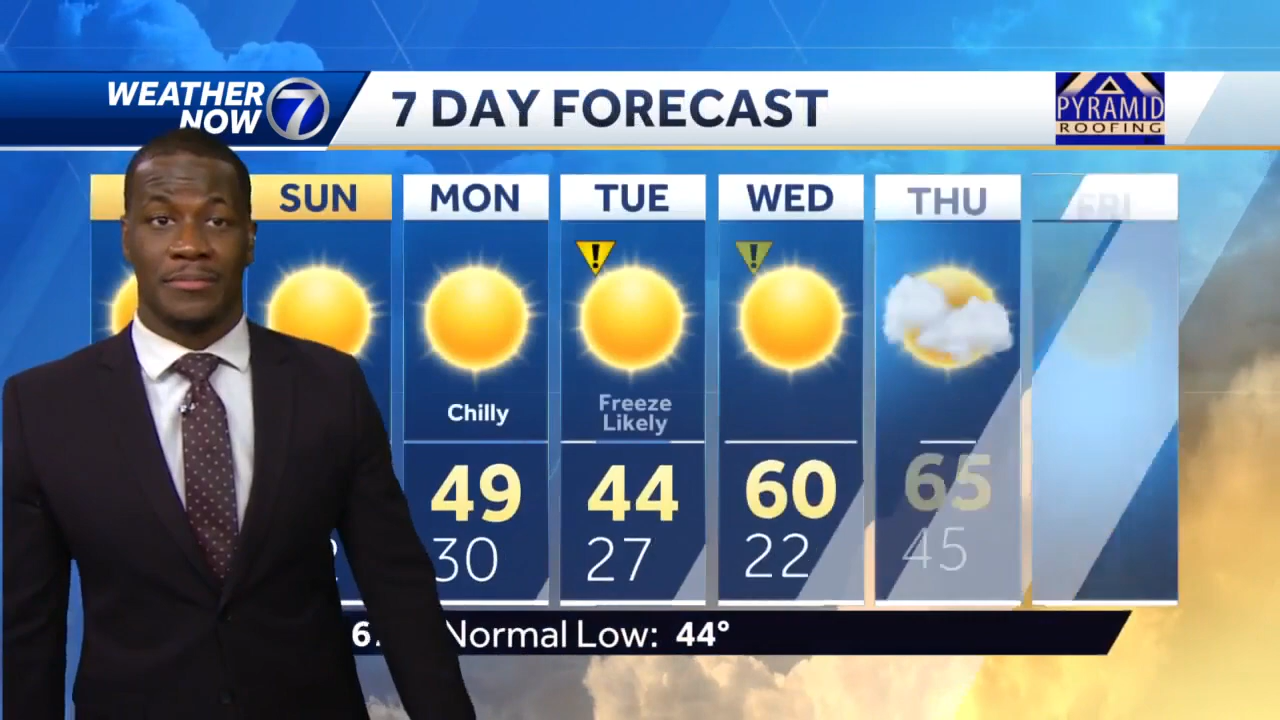 WEATHER
NOW 7
7 DAY FORECAST
PYRAMID
ROOFING
SUN
MON
TUE
WED
THU
FRI
!
!
Chilly
Freeze
Likely
49
44
60
65
30
27
22
45
Normal Low: 44°